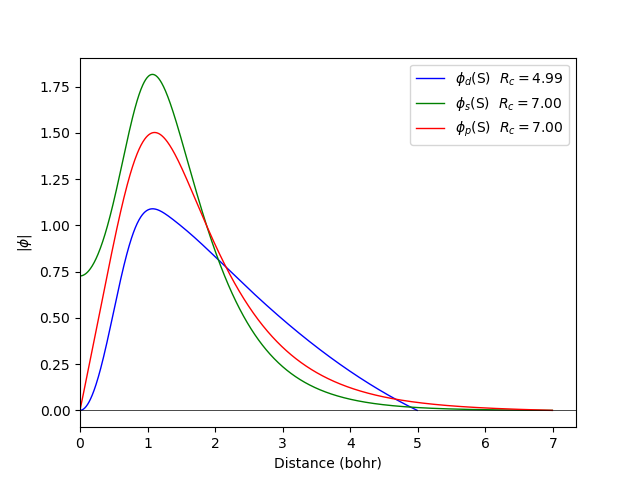 ϕd(S) Rc = 4.99
ϕs(S) Rc = 7.00
ϕp(S) Rc = 7.00
1.75
1.50
1.25
1.00
0.75
0.50
0.25
0.00
|ϕ|
0 1 2 3 4 5 6 7
Distance (bohr)